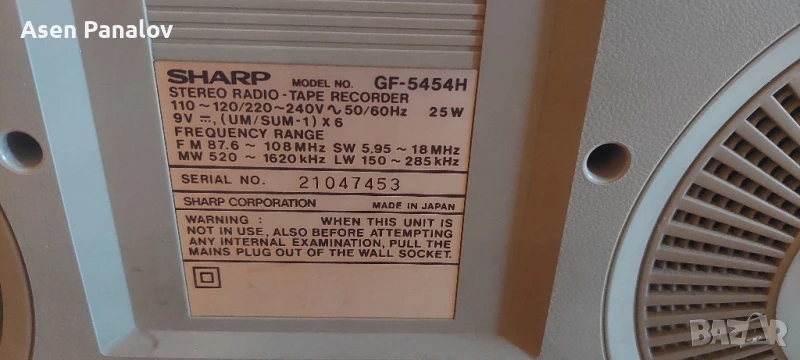 Asen Panalov
SHARP MODEL NO. GF-5454H
STEREO RADIO-TAPE RECORDER
110~120/220~240V∿50/60Hz 25W
9V ⎓, (UM/SUM-1) X 6
FREQUENCY RANGE
FM 87.6 ~ 108 MHz SW 5.95 ~ 18 MHz
MW 520 ~ 1620 kHz LW 150 ~ 285 kHz
SERIAL NO. 21047453
SHARP CORPORATION MADE IN JAPAN
WARNING : WHEN THIS UNIT IS
NOT IN USE, ALSO BEFORE ATTEMPTING
ANY INTERNAL EXAMINATION, PULL THE
MAINS PLUG OUT OF THE WALL SOCKET.
BAZAR